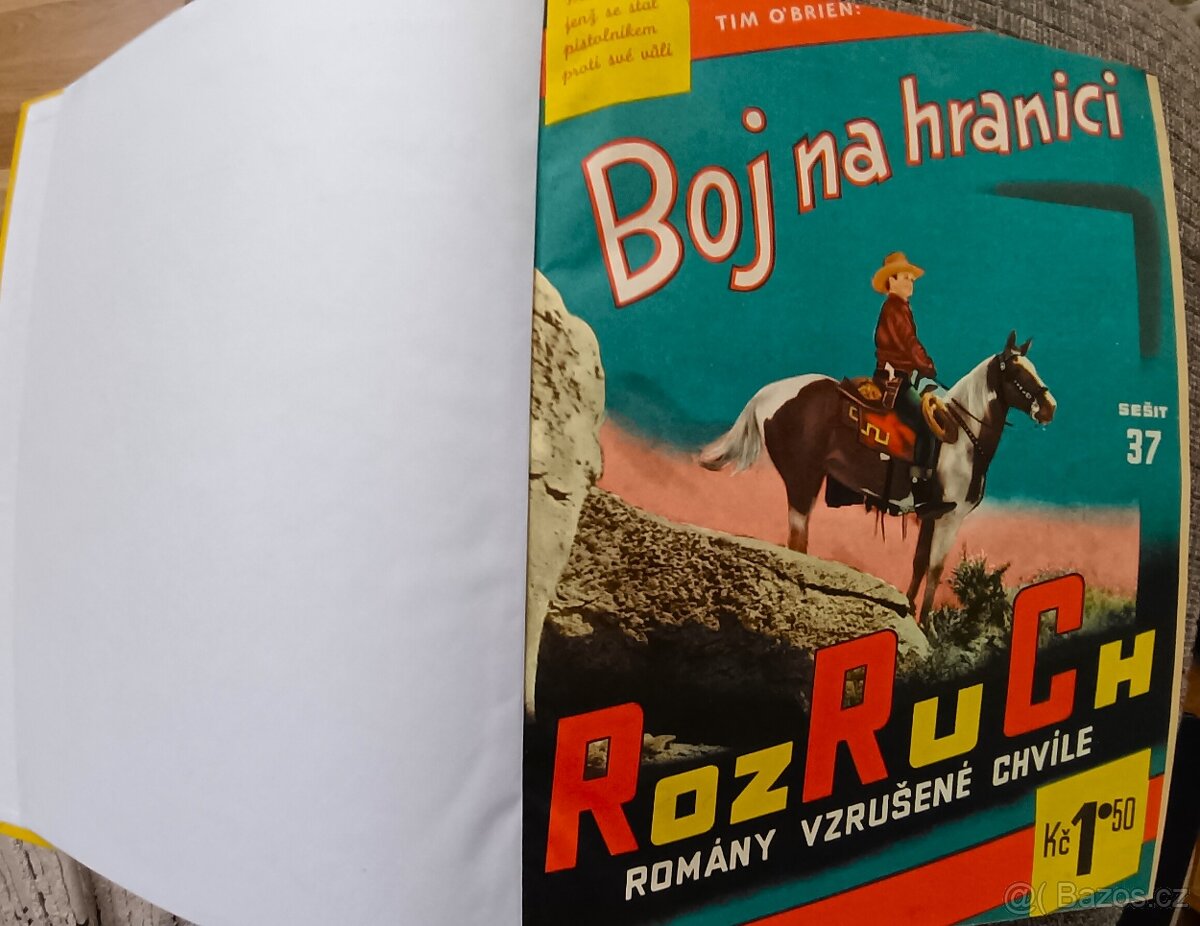 jenž se stal
pistolníkem
proti své vůli
TIM O'BRIEN:
Boj na hranici
SEŠIT
37
RozRuCh
ROMÁNY VZRUŠENÉ CHVÍLE
Kč 1•50
@( Bazos.cz